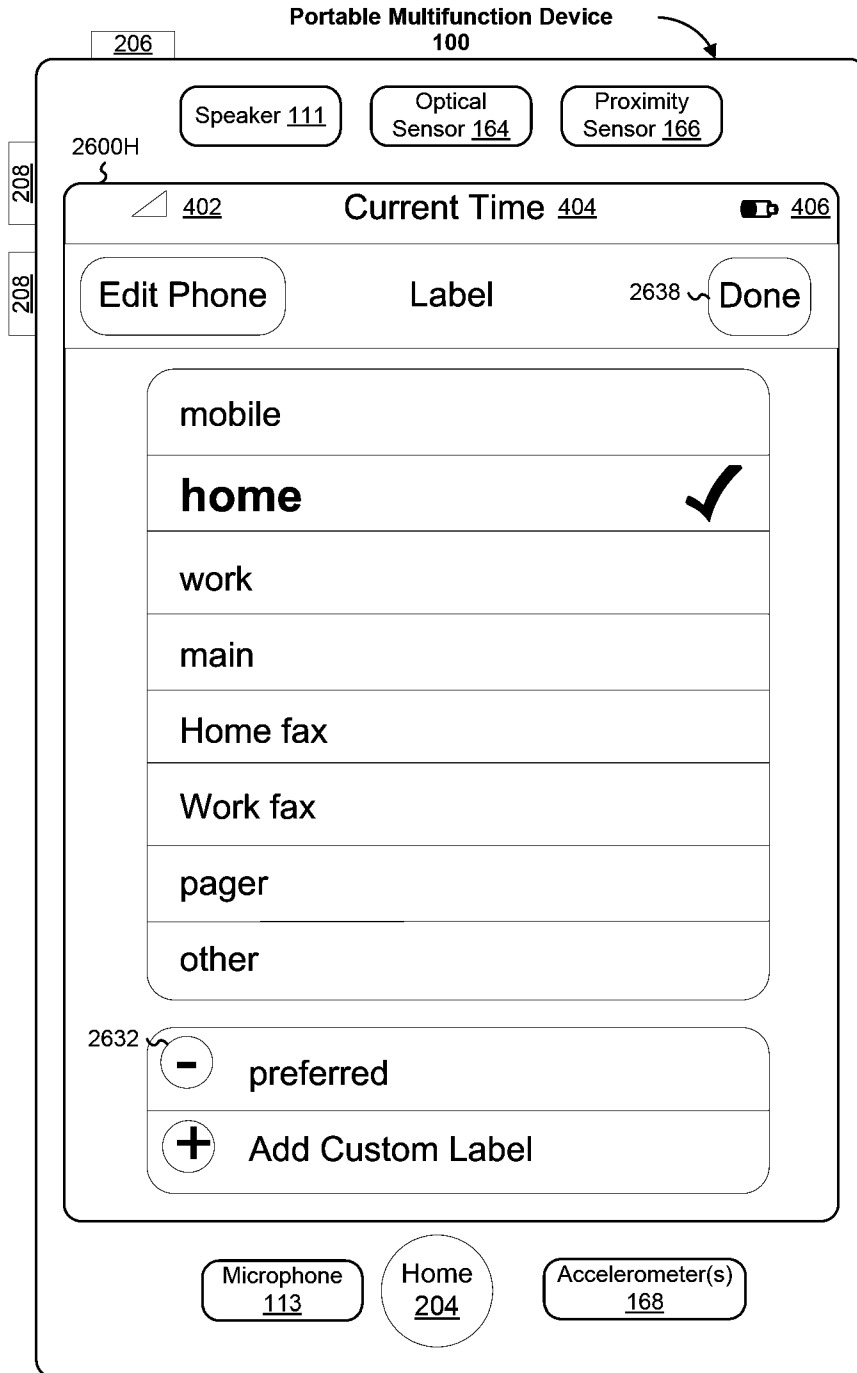 Portable Multifunction Device
100
206
Speaker 111
Optical
Sensor 164
Proximity
Sensor 166
2600H
208
208
402
Current Time 404
406
Edit Phone
Label
2638
Done
mobile
home
work
main
Home fax
Work fax
pager
other
2632
-
preferred
+
Add Custom Label
Microphone
113
Home
204
Accelerometer(s)
168